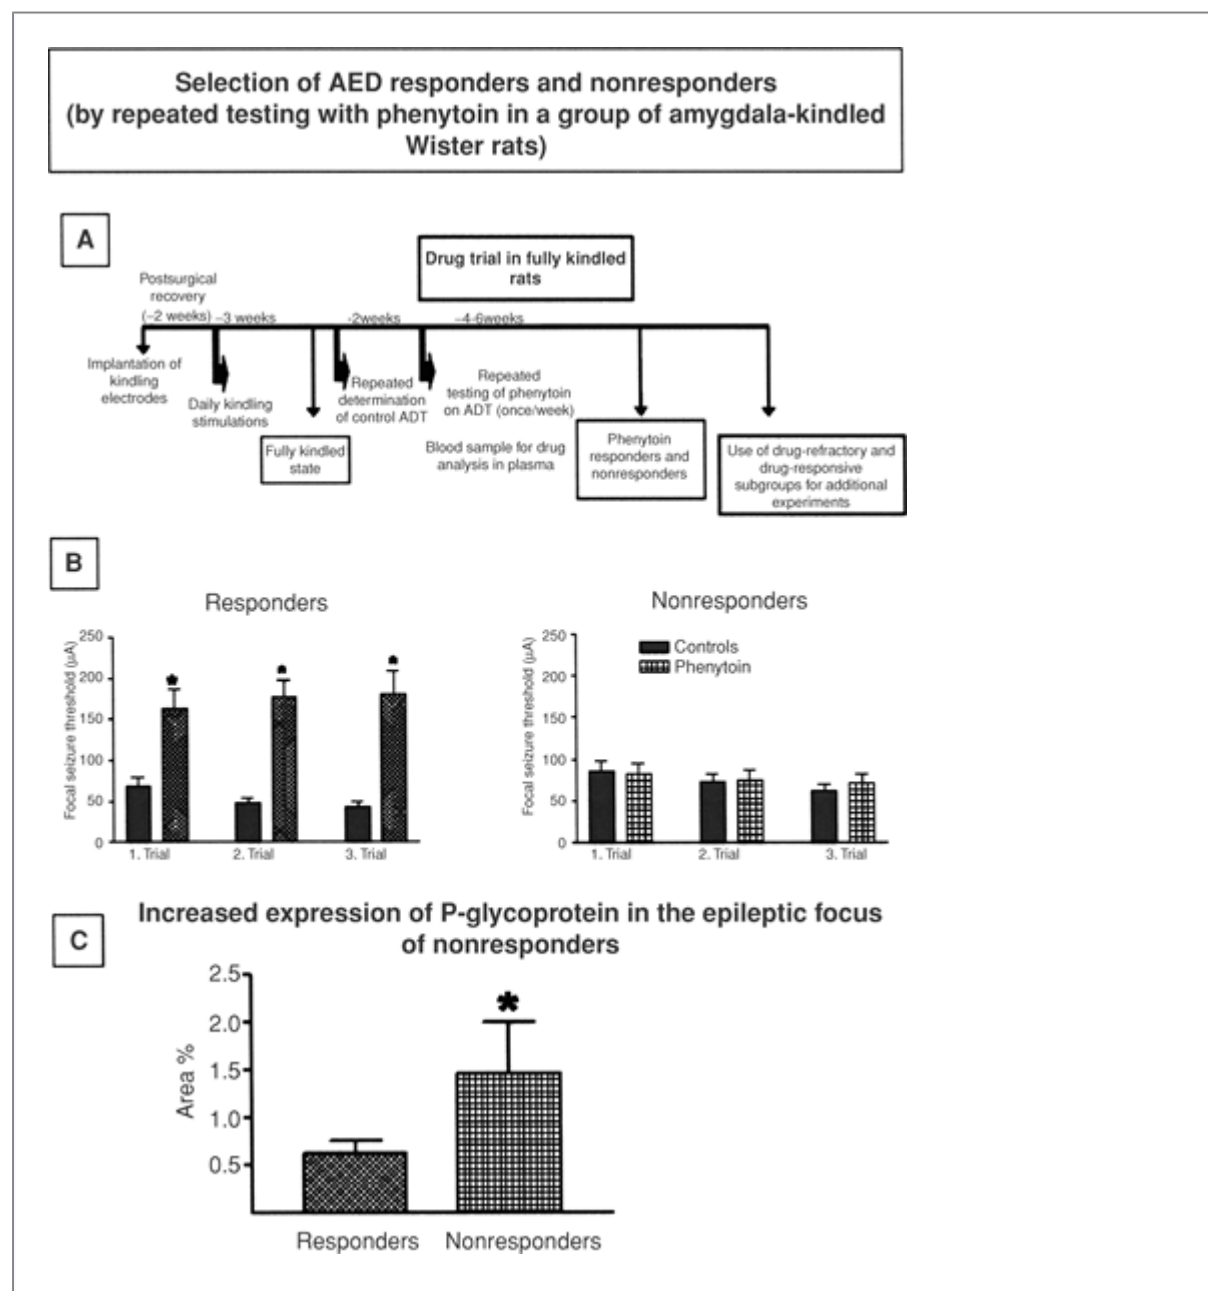 Selection of AED responders and nonresponders
(by repeated testing with phenytoin in a group of amygdala-kindled
Wister rats)
A
Drug trial in fully kindled
rats
Postsurgical
recovery
(−2 weeks)
−3 weeks
-2weeks
−4-6weeks
Implantation of
kindling
electrodes
Daily kindling
stimulations
Fully kindled
state
Repeated
determination
of control ADT
Repeated
testing of phenytoin
on ADT (once/week)
Blood sample for drug
analysis in plasma
Phenytoin
responders and
nonresponders
Use of drug-refractory and
drug-responsive
subgroups for additional
experiments
B
Responders
Focal seizure threshold (µA)
250
200
150
100
50
0
*
*
*
1. Trial
2. Trial
3. Trial
Nonresponders
Controls
Phenytoin
Focal seizure threshold (µA)
250
200
150
100
50
0
1. Trial
2. Trial
3. Trial
C
Increased expression of P-glycoprotein in the epileptic focus
of nonresponders
Area %
2.5
2.0
1.5
1.0
0.5
*
Responders
Nonresponders